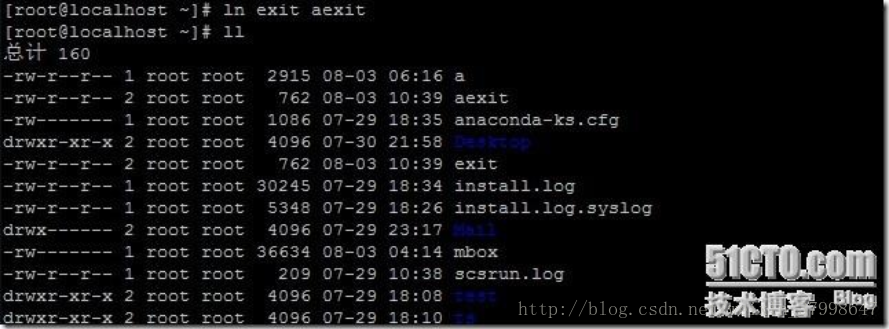 [root@localhost ~]# ln exit aexit
[root@localhost ~]# ll
总计 160
-rw-r--r-- 1 root root  2915 08-03 06:16 a
-rw-r--r-- 2 root root   762 08-03 10:39 aexit
-rw------- 1 root root  1086 07-29 18:35 anaconda-ks.cfg
drwxr-xr-x 2 root root  4096 07-30 21:58 Desktop
-rw-r--r-- 2 root root   762 08-03 10:39 exit
-rw-r--r-- 1 root root 30245 07-29 18:34 install.log
-rw-r--r-- 1 root root  5348 07-29 18:26 install.log.syslog
drwx------ 2 root root  4096 07-29 23:17 Mail
-rw------- 1 root root 36634 08-03 04:14 mbox
-rw-r--r-- 1 root root   209 07-29 10:38 scsrun.log
drwxr-xr-x 2 root root  4096 07-29 18:08 test
drwxr-xr-x 2 root root  4096 07-29 18:10
51CTO.com
技术博客 Blog
http://blog.csdn.ne